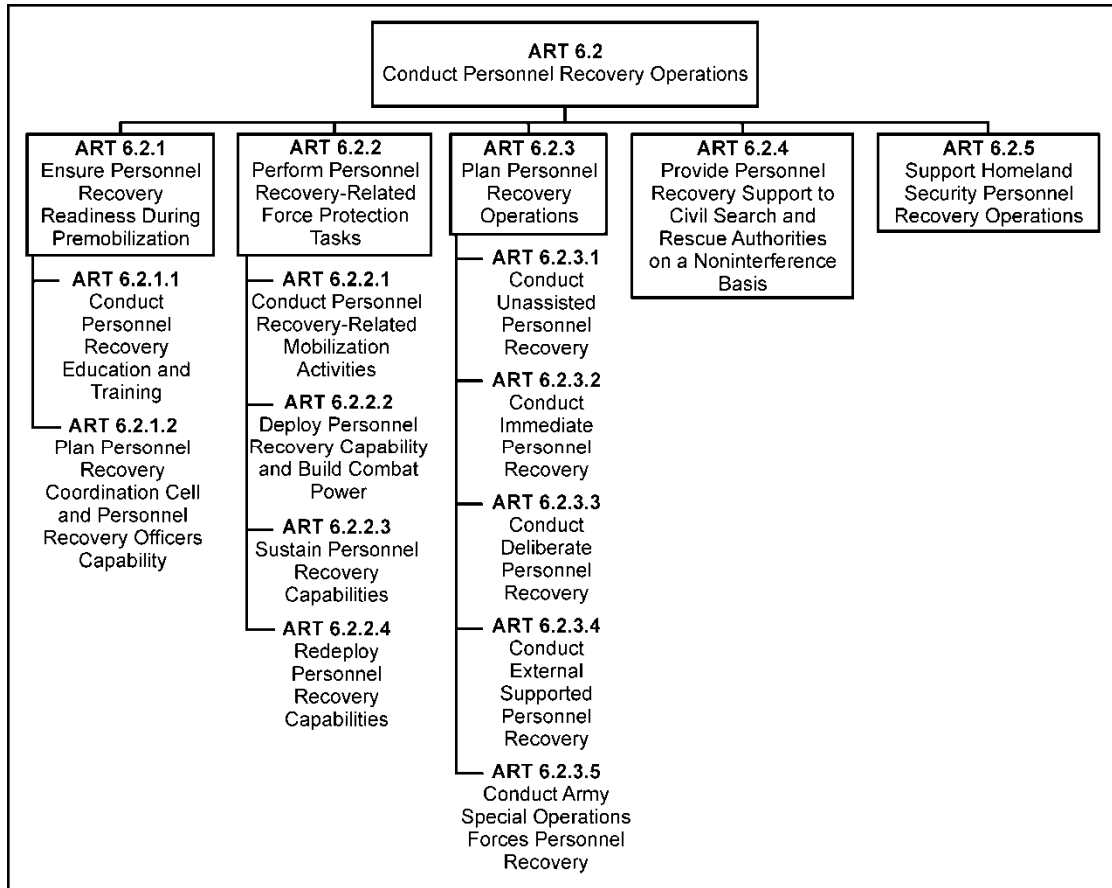 ART 6.2
Conduct Personnel Recovery Operations
ART 6.2.1
Ensure Personnel
Recovery
Readiness During
Premobilization
ART 6.2.1.1
Conduct
Personnel
Recovery
Education and
Training
ART 6.2.1.2
Plan Personnel
Recovery
Coordination Cell
and Personnel
Recovery Officers
Capability
ART 6.2.2
Perform Personnel
Recovery-Related
Force Protection
Tasks
ART 6.2.2.1
Conduct Personnel
Recovery-Related
Mobilization
Activities
ART 6.2.2.2
Deploy Personnel
Recovery Capability
and Build Combat
Power
ART 6.2.2.3
Sustain Personnel
Recovery
Capabilities
ART 6.2.2.4
Redeploy
Personnel
Recovery
Capabilities
ART 6.2.3
Plan Personnel
Recovery
Operations
ART 6.2.3.1
Conduct
Unassisted
Personnel
Recovery
ART 6.2.3.2
Conduct
Immediate
Personnel
Recovery
ART 6.2.3.3
Conduct
Deliberate
Personnel
Recovery
ART 6.2.3.4
Conduct
External
Supported
Personnel
Recovery
ART 6.2.3.5
Conduct Army
Special Operations
Forces Personnel
Recovery
ART 6.2.4
Provide Personnel
Recovery Support to
Civil Search and
Rescue Authorities
on a Noninterference
Basis
ART 6.2.5
Support Homeland
Security Personnel
Recovery Operations